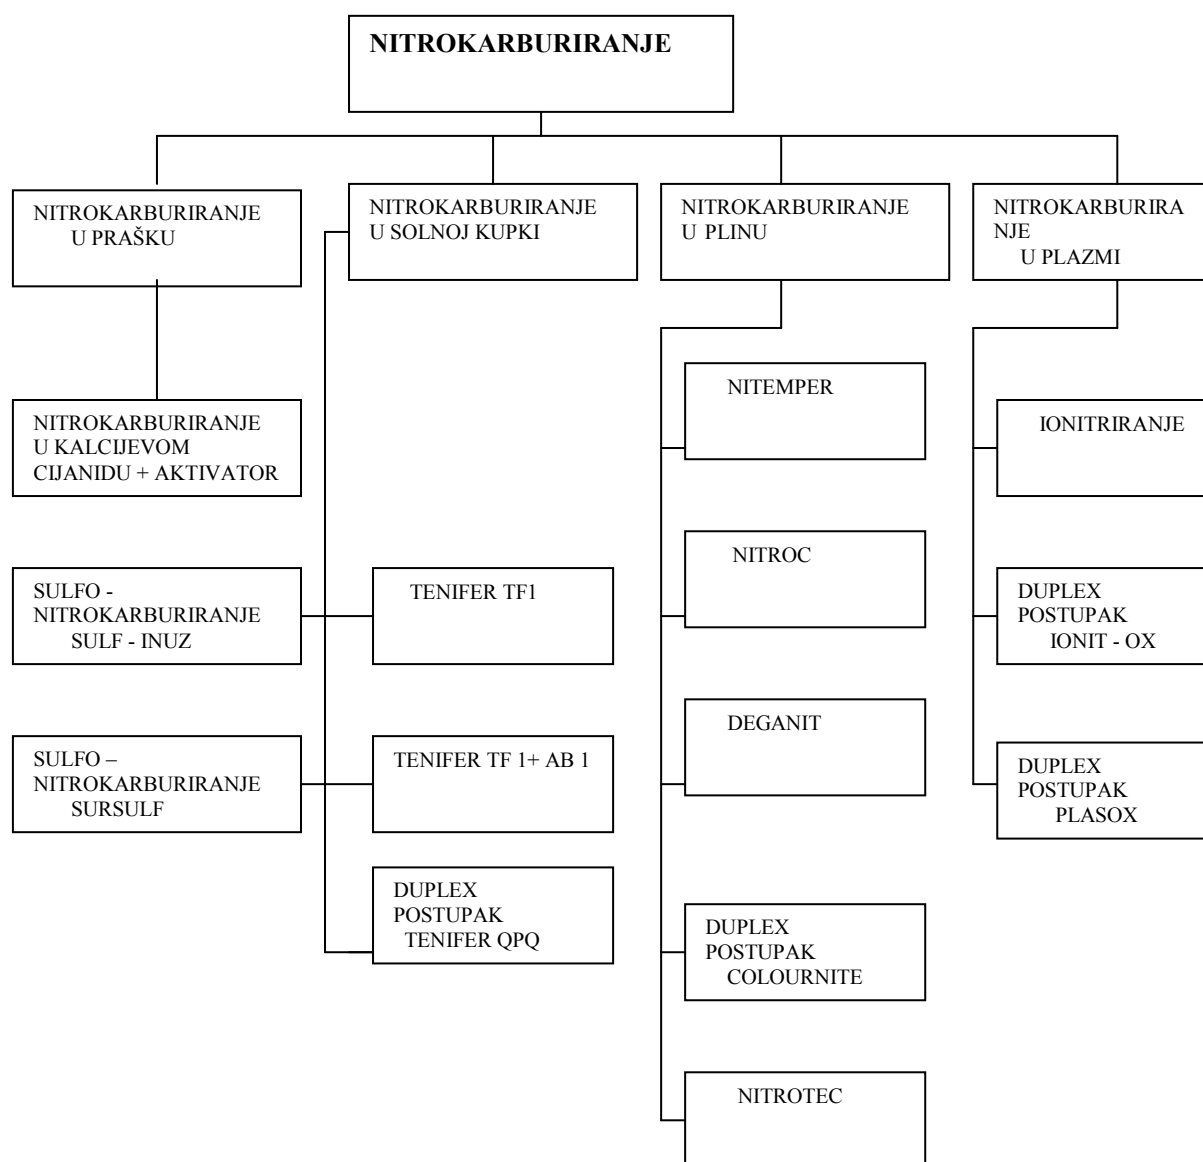 NITROKARBURIRANJE
NITROKARBURIRANJE
U PRAŠKU
NITROKARBURIRANJE
U SOLNOJ KUPKI
NITROKARBURIRANJE
U PLINU
NITROKARBURIRA
NJE
U PLAZMI
NITROKARBURIRANJE
U KALCIJEVOM
CIJANIDU + AKTIVATOR
SULFO -
NITROKARBURIRANJE
SULF - INUZ
SULFO –
NITROKARBURIRANJE
SURSULF
TENIFER TF1
TENIFER TF 1+ AB 1
DUPLEX
POSTUPAK
TENIFER QPQ
NITEMPER
NITROC
DEGANIT
DUPLEX
POSTUPAK
COLOURNITE
NITROTEC
IONITRIRANJE
DUPLEX
POSTUPAK
IONIT - OX
DUPLEX
POSTUPAK
PLASOX